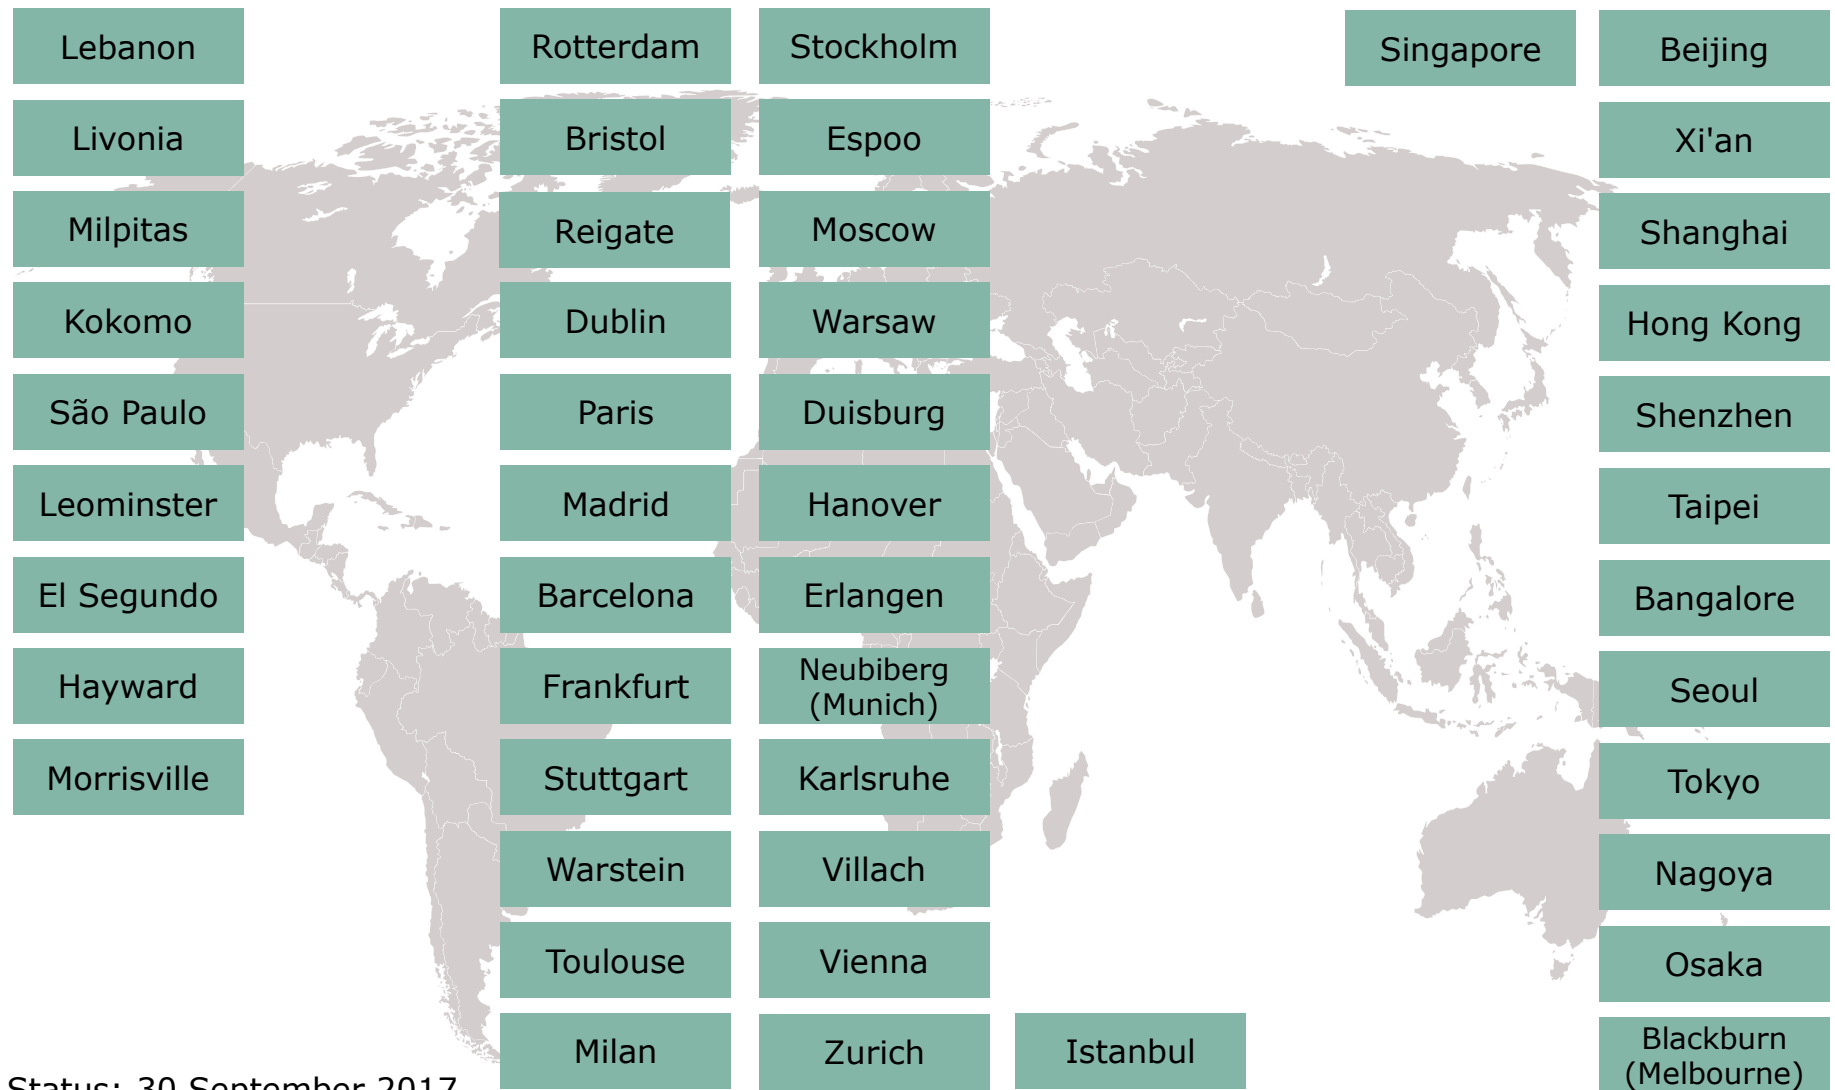 Lebanon
Livonia
Milpitas
Kokomo
São Paulo
Leominster
El Segundo
Hayward
Morrisville
Rotterdam
Bristol
Reigate
Dublin
Paris
Madrid
Barcelona
Frankfurt
Stuttgart
Warstein
Toulouse
Milan
Stockholm
Espoo
Moscow
Warsaw
Duisburg
Hanover
Erlangen
Neubiberg
(Munich)
Karlsruhe
Villach
Vienna
Zurich
Istanbul
Singapore
Beijing
Xi'an
Shanghai
Hong Kong
Shenzhen
Taipei
Bangalore
Seoul
Tokyo
Nagoya
Osaka
Blackburn
(Melbourne)
Status: 30 September 2017